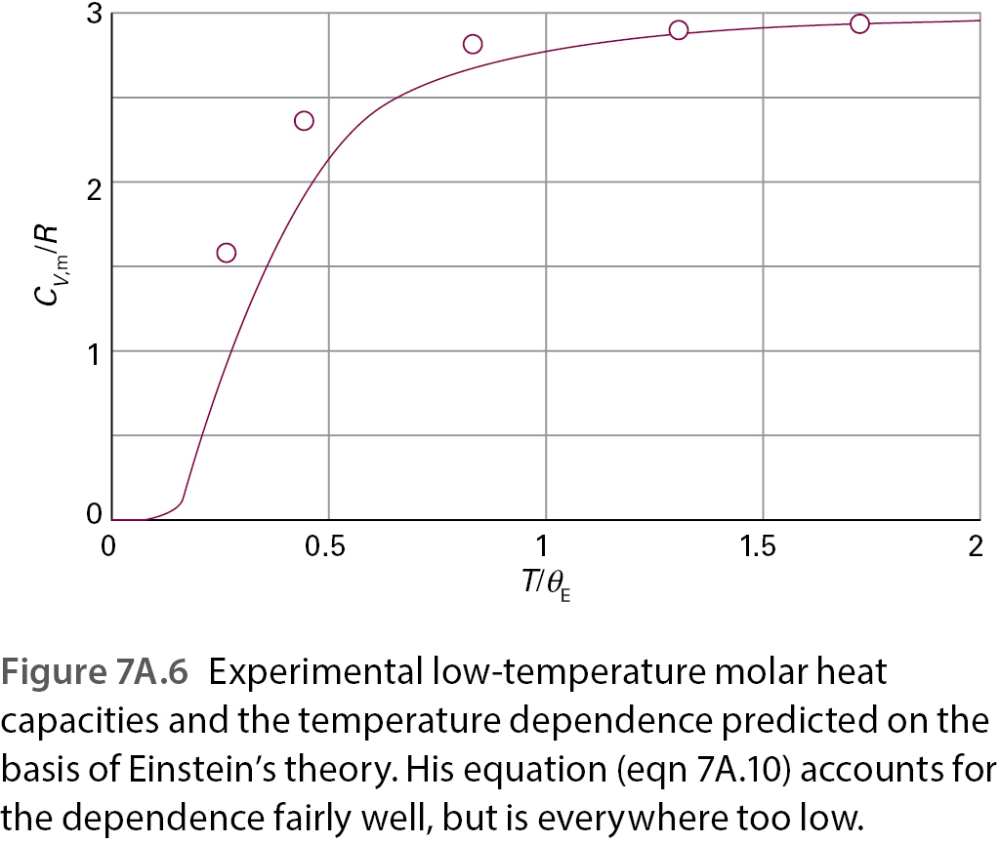 3
2
1
0
C_V,m/R
0
0.5
1
1.5
2
T/θ_E
Figure 7A.6 Experimental low-temperature molar heat
capacities and the temperature dependence predicted on the
basis of Einstein’s theory. His equation (eqn 7A.10) accounts for
the dependence fairly well, but is everywhere too low.